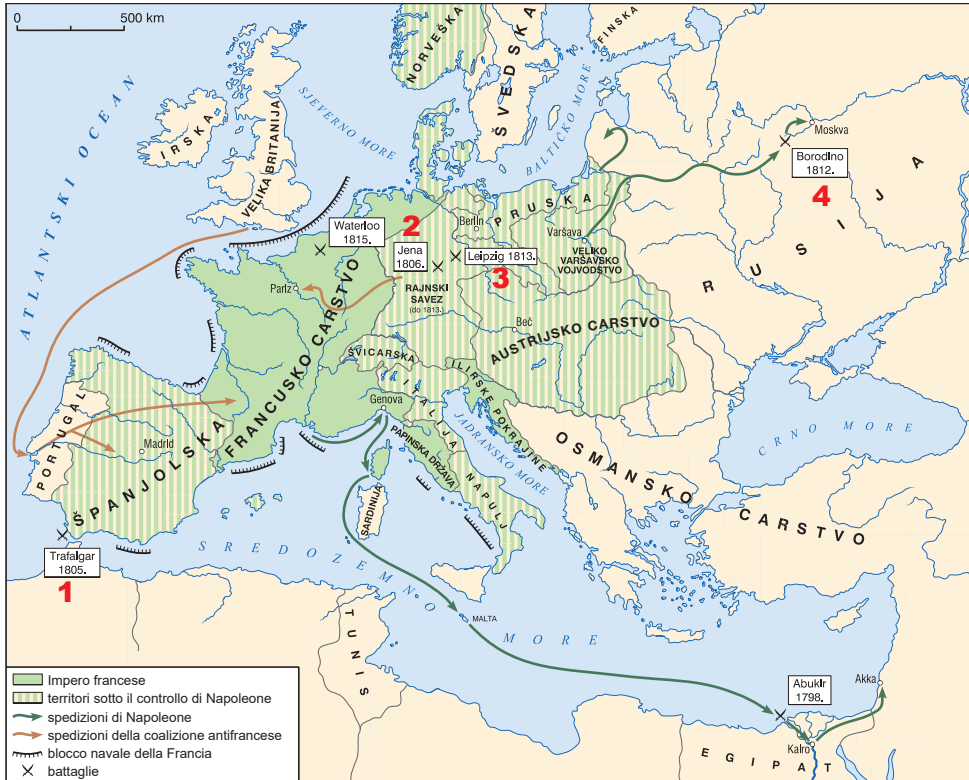 0 500 km
NORVEŠKA
ŠVEDSKA
FINSKA
ATLANTSKI OCEAN
IRSKA
VELIKA BRITANIJA
SJEVERNO MORE
BALTIČKO MORE
Moskva
BorodIno
1812.
4
RUSIJA
2
Waterloo
1815.
Jena
1806.
Berlin
PRUSKA
LeIpzIg 1813.
3
Varšava
VELIKO
VARŠAVSKO
VOJVODSTVO
ParIz
RAJNSKI
SAVEZ
(do 1813.)
Beč
AUSTRIJSKO CARSTVO
FRANCUSKO CARSTVO
ŠVICARSKA
ITALIJA
ILIRSKE POKRAJINE
Genova
PAPINSKA DRŽAVA
JADRANSKO MORE
NAPULJ
SARDINIJA
PORTUGAL
MadrId
ŠPANJOLSKA
OSMANSKO
CARSTVO
CRNO MORE
Trafalgar
1805.
1
SREDOZEMNO
MORE
MALTA
TUNIS
AbukIr
1798.
Akka
KaIro
EGIPAT
Impero francese
territori sotto il controllo di Napoleone
spedizioni di Napoleone
spedizioni della coalizione antifrancese
blocco navale della Francia
battaglie